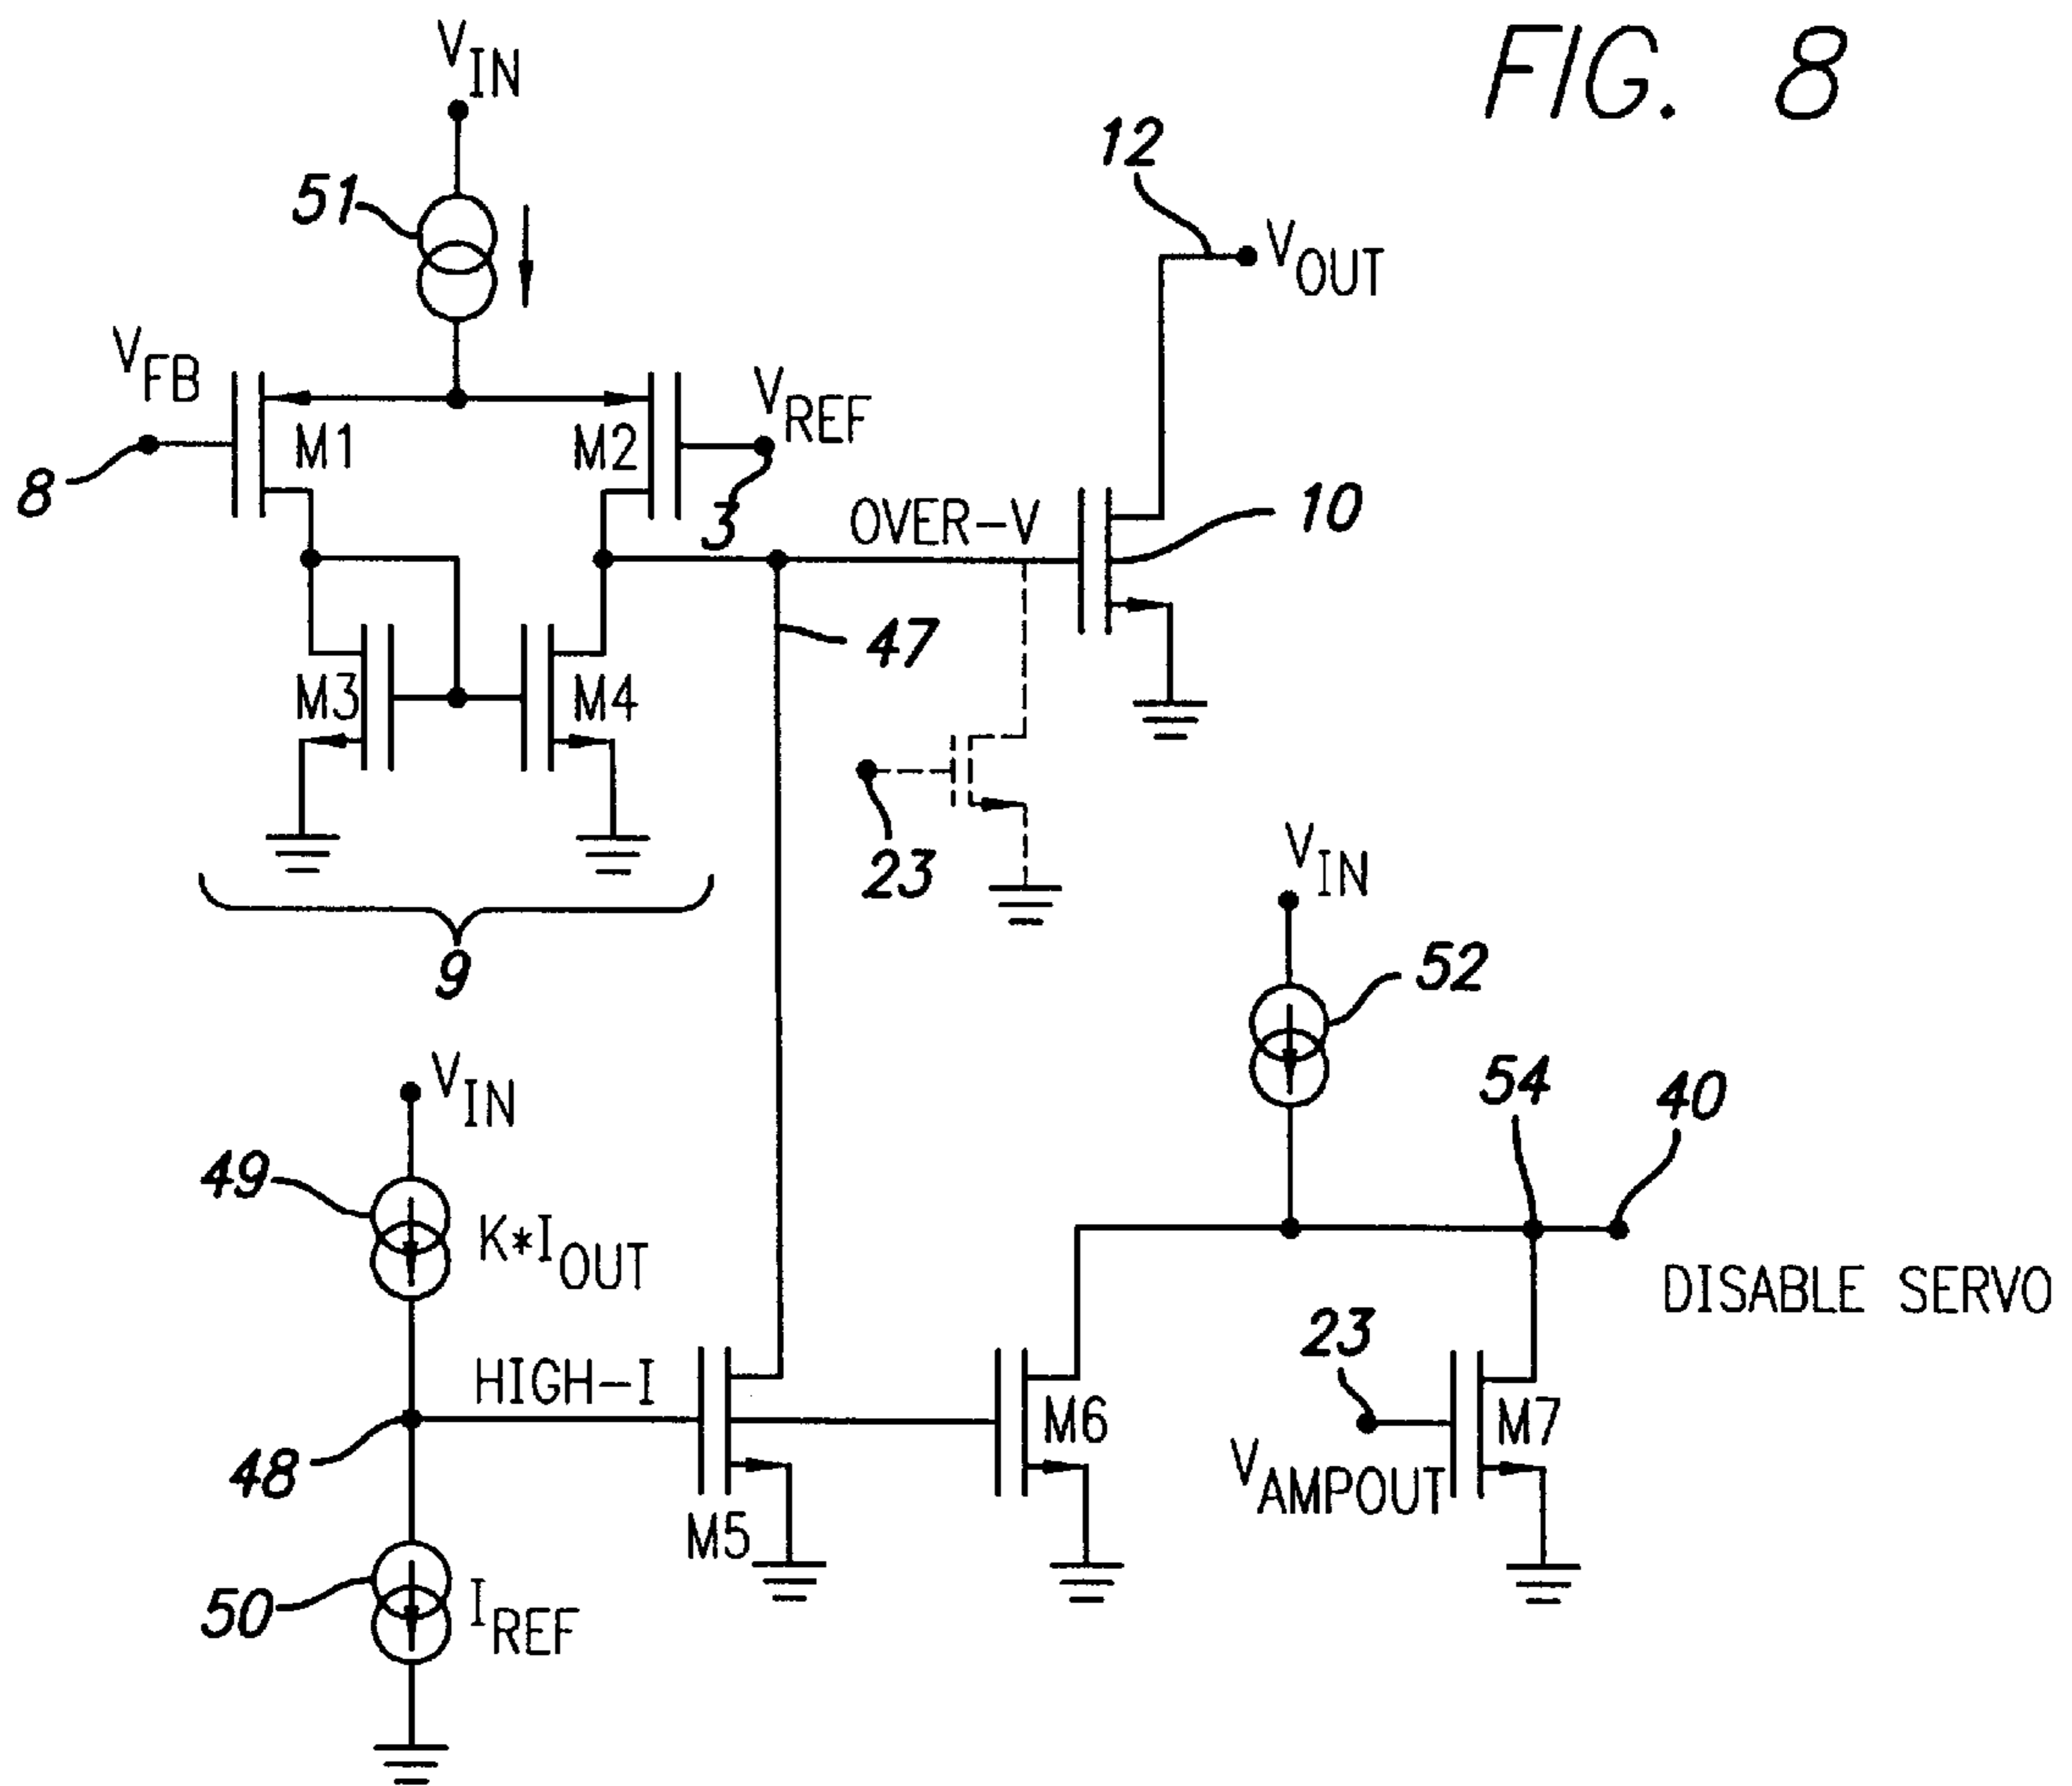 FIG. 8
VIN
12
51
VOUT
VFB
VREF
M1
M2
8
3
OVER-V
10
47
M3
M4
23
9
VIN
52
VIN
54
40
49
K*IOUT
DISABLE SERVO
23
HIGH-I
M6
M7
48
VAMPOUT
M5
50
IREF